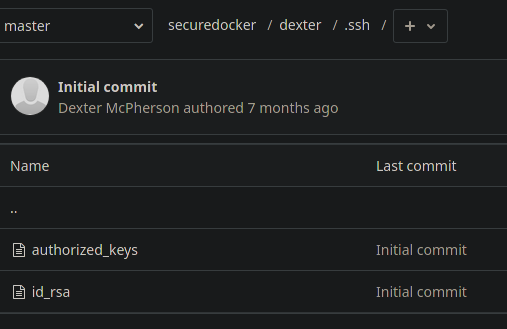 master securedocker / dexter / .ssh / +
Initial commit
Dexter McPherson authored 7 months ago
Name Last commit
..
authorized_keys Initial commit
id_rsa Initial commit